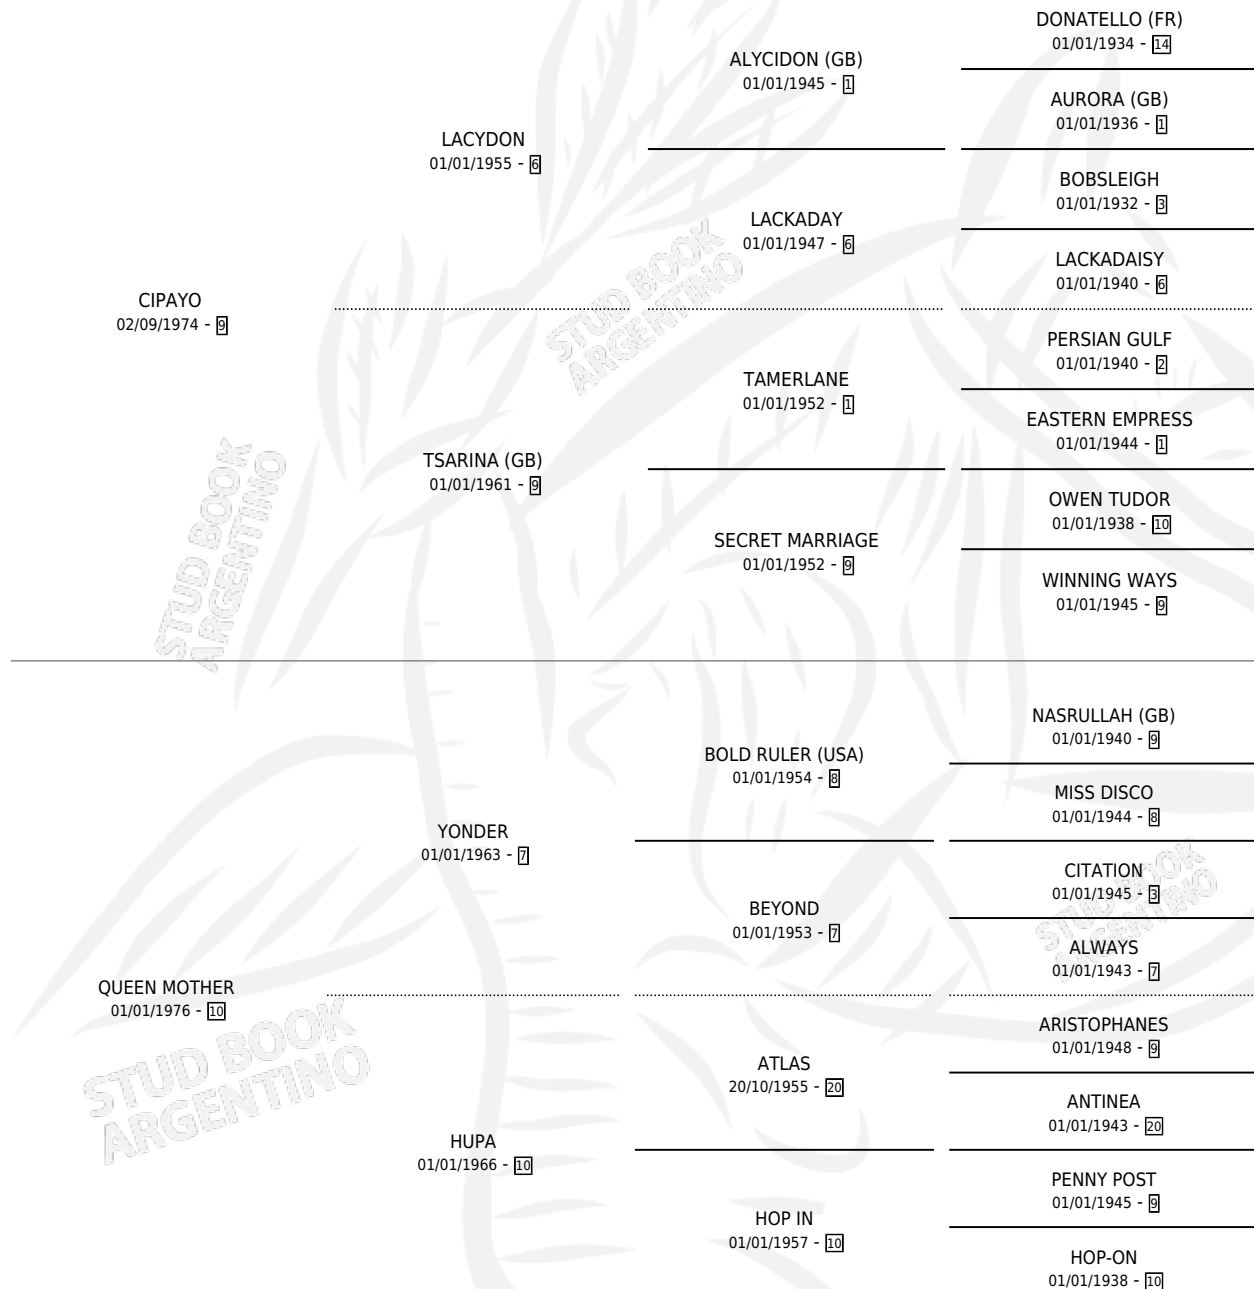 DONATELLO (FR)
01/01/1934 - 14
ALYCIDON (GB)
01/01/1945 - 1
AURORA (GB)
01/01/1936 - 1
LACYDON
01/01/1955 - 6
BOBSLEIGH
01/01/1932 - 3
LACKADAY
01/01/1947 - 6
LACKADAISY
01/01/1940 - 6
CIPAYO
02/09/1974 - 9
PERSIAN GULF
01/01/1940 - 2
TAMERLANE
01/01/1952 - 1
EASTERN EMPRESS
01/01/1944 - 1
TSARINA (GB)
01/01/1961 - 9
OWEN TUDOR
01/01/1938 - 10
SECRET MARRIAGE
01/01/1952 - 9
WINNING WAYS
01/01/1945 - 9
NASRULLAH (GB)
01/01/1940 - 9
BOLD RULER (USA)
01/01/1954 - 8
MISS DISCO
01/01/1944 - 8
YONDER
01/01/1963 - 7
CITATION
01/01/1945 - 3
BEYOND
01/01/1953 - 7
ALWAYS
01/01/1943 - 7
QUEEN MOTHER
01/01/1976 - 10
ARISTOPHANES
01/01/1948 - 9
ATLAS
20/10/1955 - 20
ANTINEA
01/01/1943 - 20
HUPA
01/01/1966 - 10
PENNY POST
01/01/1945 - 9
HOP IN
01/01/1957 - 10
HOP-ON
01/01/1938 - 10
STUD BOOK
ARGENTINO
STUD BOOK
ARGENTINO
STUD BOOK
ARGENTINO
STUD BOOK
ARGENTINO